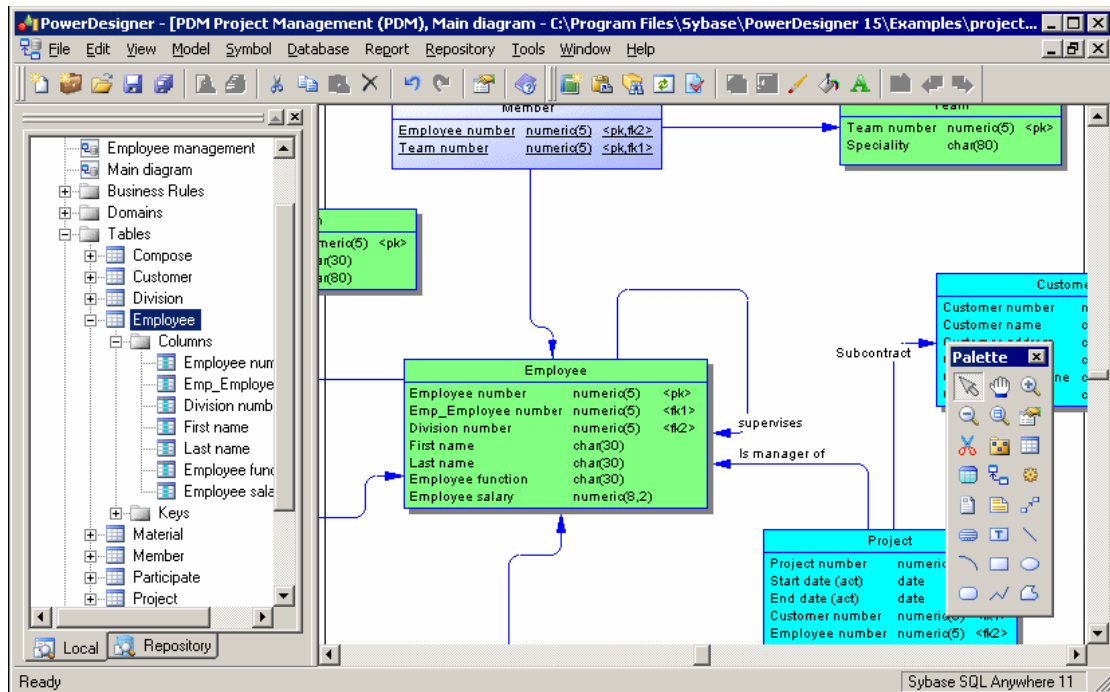 PowerDesigner - [PDM Project Management (PDM), Main diagram - C:\Program Files\Sybase\PowerDesigner 15\Examples\project...
File Edit View Model Symbol Database Report Repository Tools Window Help
Employee management
Main diagram
Business Rules
Domains
Tables
Compose
Customer
Division
Employee
Columns
Employee num
Emp_Employe
Division numb
First name
Last name
Employee func
Employee sala
Keys
Material
Member
Participate
Project
Local Repository
Member
Employee number numeric(5) <pk,fk2>
Team number numeric(5) <pk,fk1>
Team
Team number numeric(5) <pk>
Speciality char(80)
meric(5) <pk>
ar(30)
ar(80)
Employee
Employee number numeric(5) <pk>
Emp_Employee number numeric(5) <fk1>
Division number numeric(5) <fk2>
First name char(30)
Last name char(30)
Employee function char(30)
Employee salary numeric(8,2)
supervises
Is manager of
Subcontract
Custome
Customer number n
Customer name c
Palette
Project
Project number numeric
Start date (act) date
End date (act) date
Customer number numeric(5) <fk1>
Employee number numeric(5) <fk2>
Ready
Sybase SQL Anywhere 11